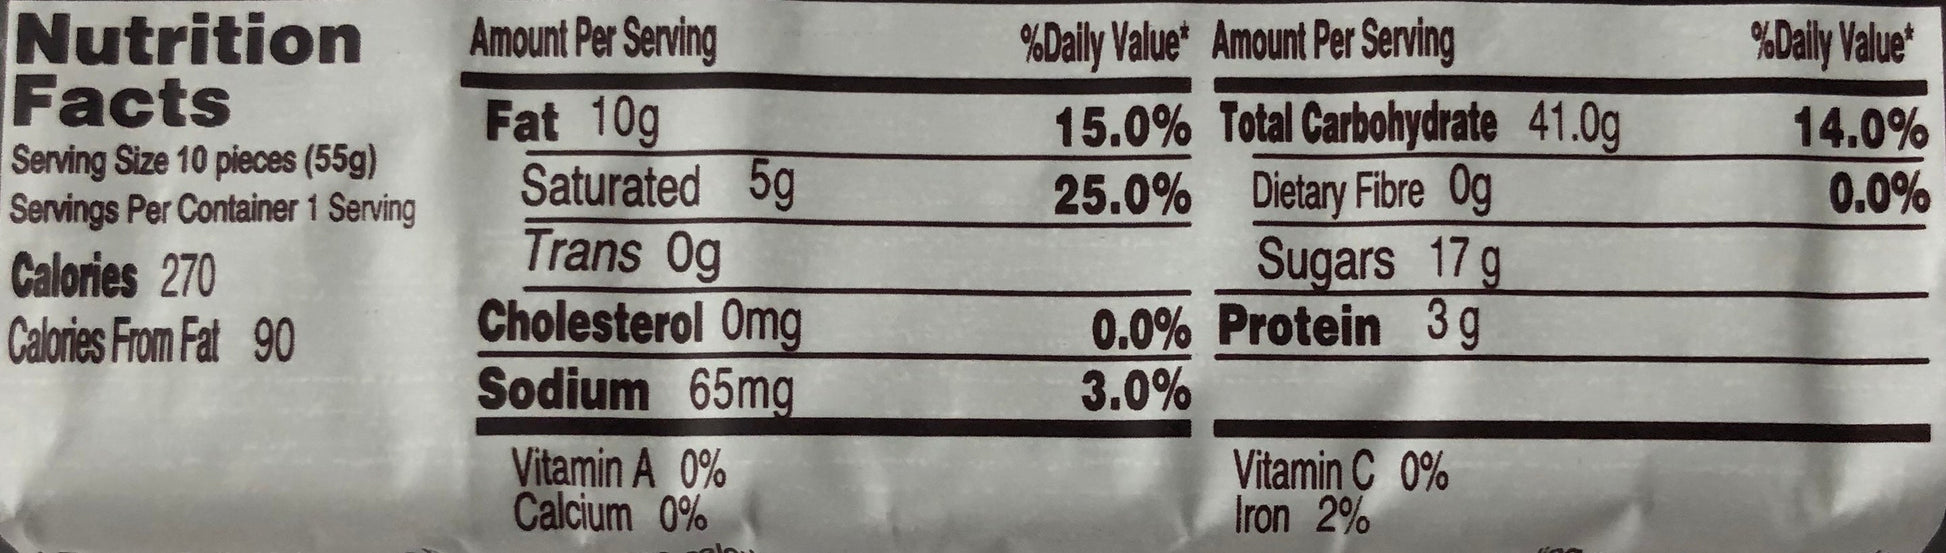 Nutrition
Facts
Serving Size 10 pieces (55g)
Servings Per Container 1 Serving
Calories 270
Calories From Fat 90
Amount Per Serving %Daily Value*
Fat 10g 15.0%
Saturated 5g 25.0%
Trans 0g
Cholesterol 0mg 0.0%
Sodium 65mg 3.0%
Vitamin A 0%
Calcium 0%
Amount Per Serving %Daily Value*
Total Carbohydrate 41.0g 14.0%
Dietary Fibre 0g 0.0%
Sugars 17 g
Protein 3 g
Vitamin C 0%
Iron 2%